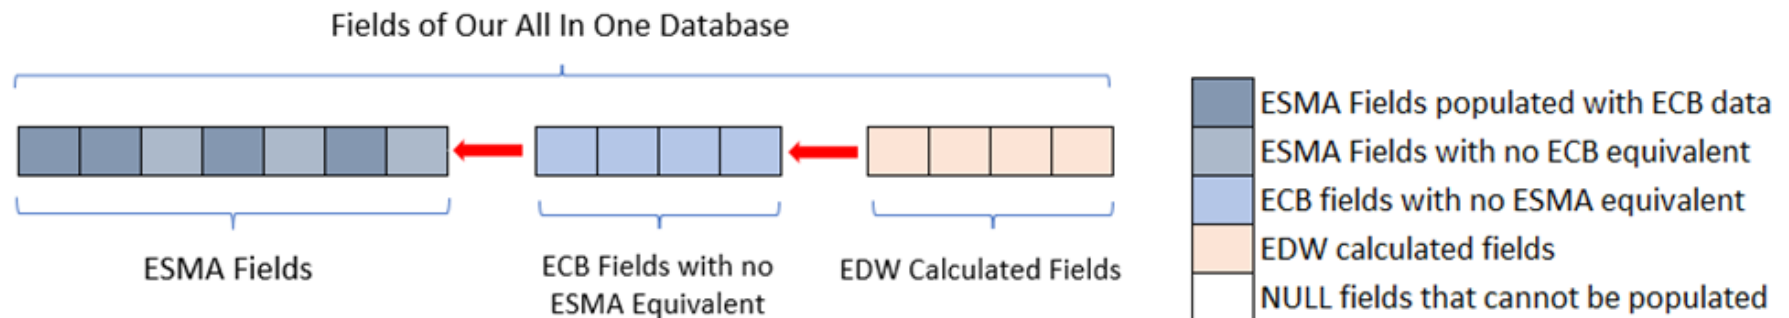 Fields of Our All In One Database
ESMA Fields
ECB Fields with no
ESMA Equivalent
EDW Calculated Fields
ESMA Fields populated with ECB data
ESMA Fields with no ECB equivalent
ECB fields with no ESMA equivalent
EDW calculated fields
NULL fields that cannot be populated